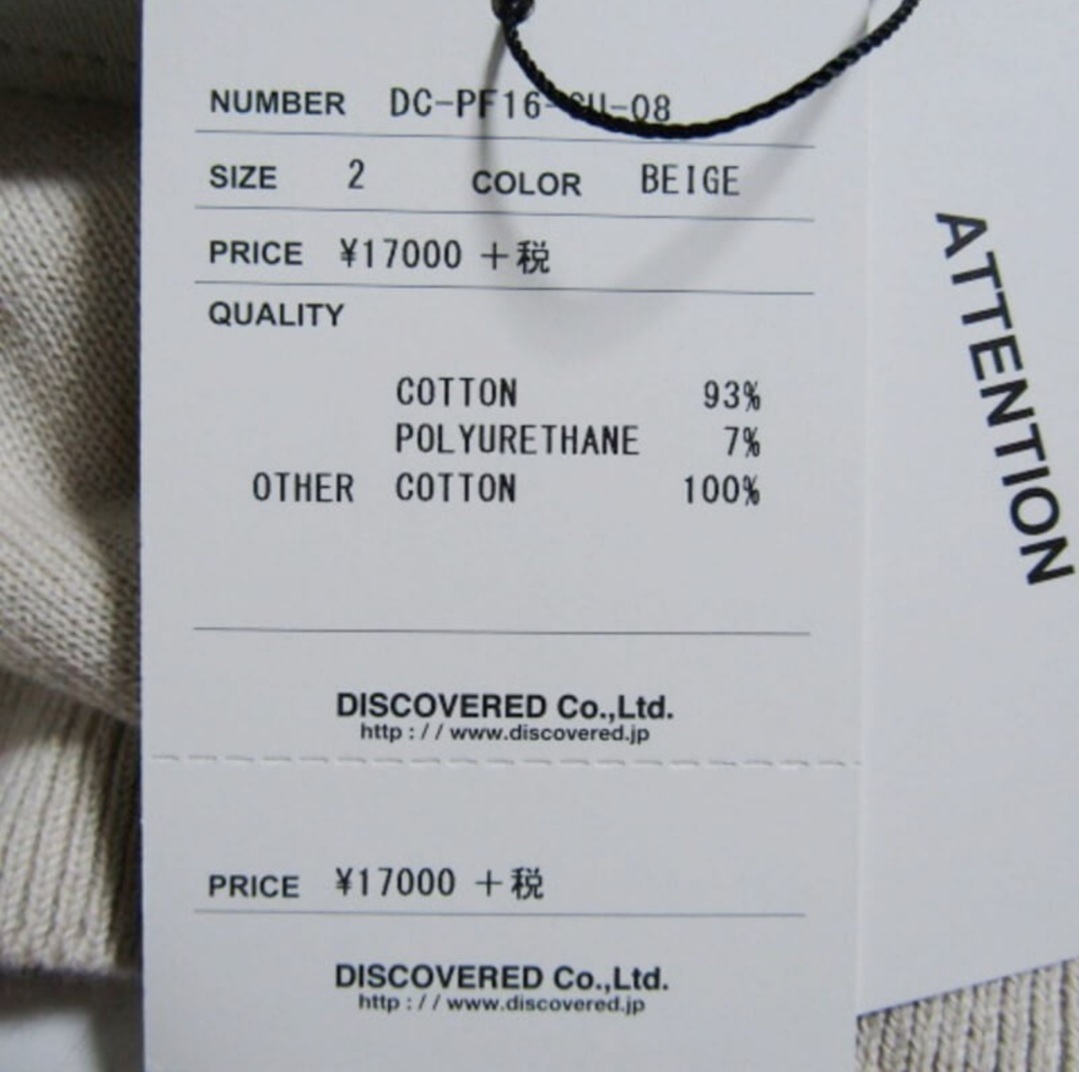 NUMBER DC-PF16-CU-08
SIZE 2 COLOR BEIGE
PRICE ¥17000 +税
QUALITY
COTTON 93%
POLYURETHANE 7%
OTHER COTTON 100%
DISCOVERED Co.,Ltd.
http : / / www.discovered.jp
PRICE ¥17000 +税
DISCOVERED Co.,Ltd.
http : / / www.discovered.jp
ATTENTION